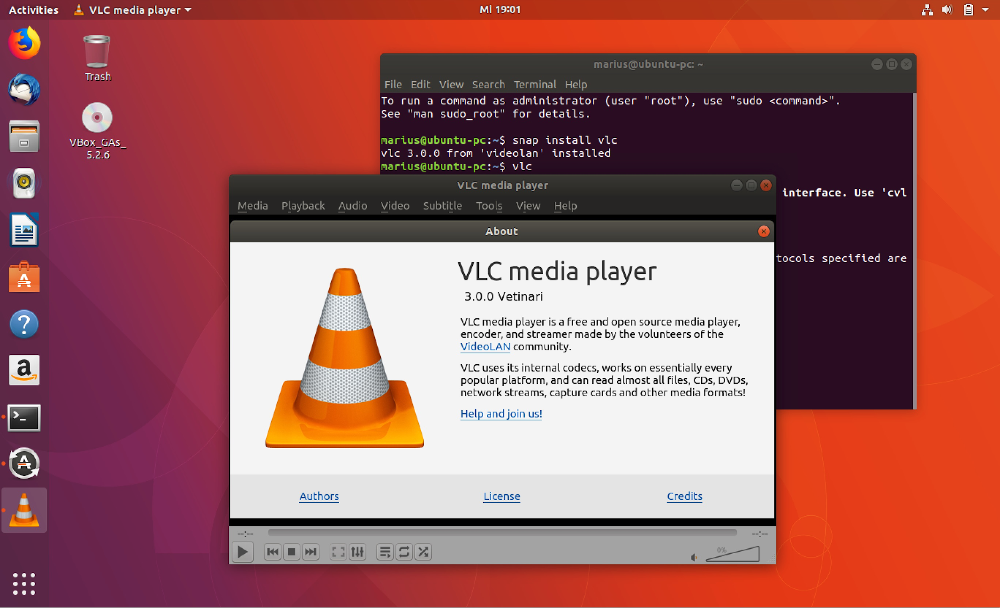 Activities VLC media player Mi 19:01
Trash
VBox_GAs_
5.2.6
marius@ubuntu-pc: ~
File Edit View Search Terminal Help
To run a command as administrator (user "root"), use "sudo <command>".
See "man sudo_root" for details.
marius@ubuntu-pc:~$ snap install vlc
vlc 3.0.0 from 'videolan' installed
marius@ubuntu-pc:~$ vlc
interface. Use 'cvl
tocols specified are
VLC media player
Media Playback Audio Video Subtitle Tools View Help
About
VLC media player
3.0.0 Vetinari
VLC media player is a free and open source media player,
encoder, and streamer made by the volunteers of the
VideoLAN community.
VLC uses its internal codecs, works on essentially every
popular platform, and can read almost all files, CDs, DVDs,
network streams, capture cards and other media formats!
Help and join us!
Authors License Credits
--:-- --:--
0%